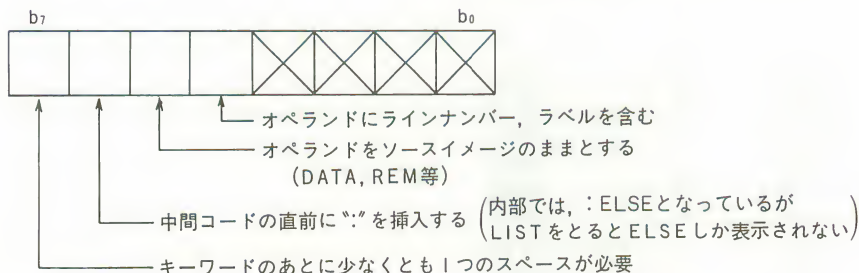 b₇ b₀
オペランドにラインナンバー，ラベルを含む
オペランドをソースイメージのままとする
(DATA, REM等)
中間コードの直前に":"を挿入する (内部では，：ELSEとなっているが
LISTをとるとELSEしか表示されない)
キーワードのあとに少なくとも1つのスペースが必要